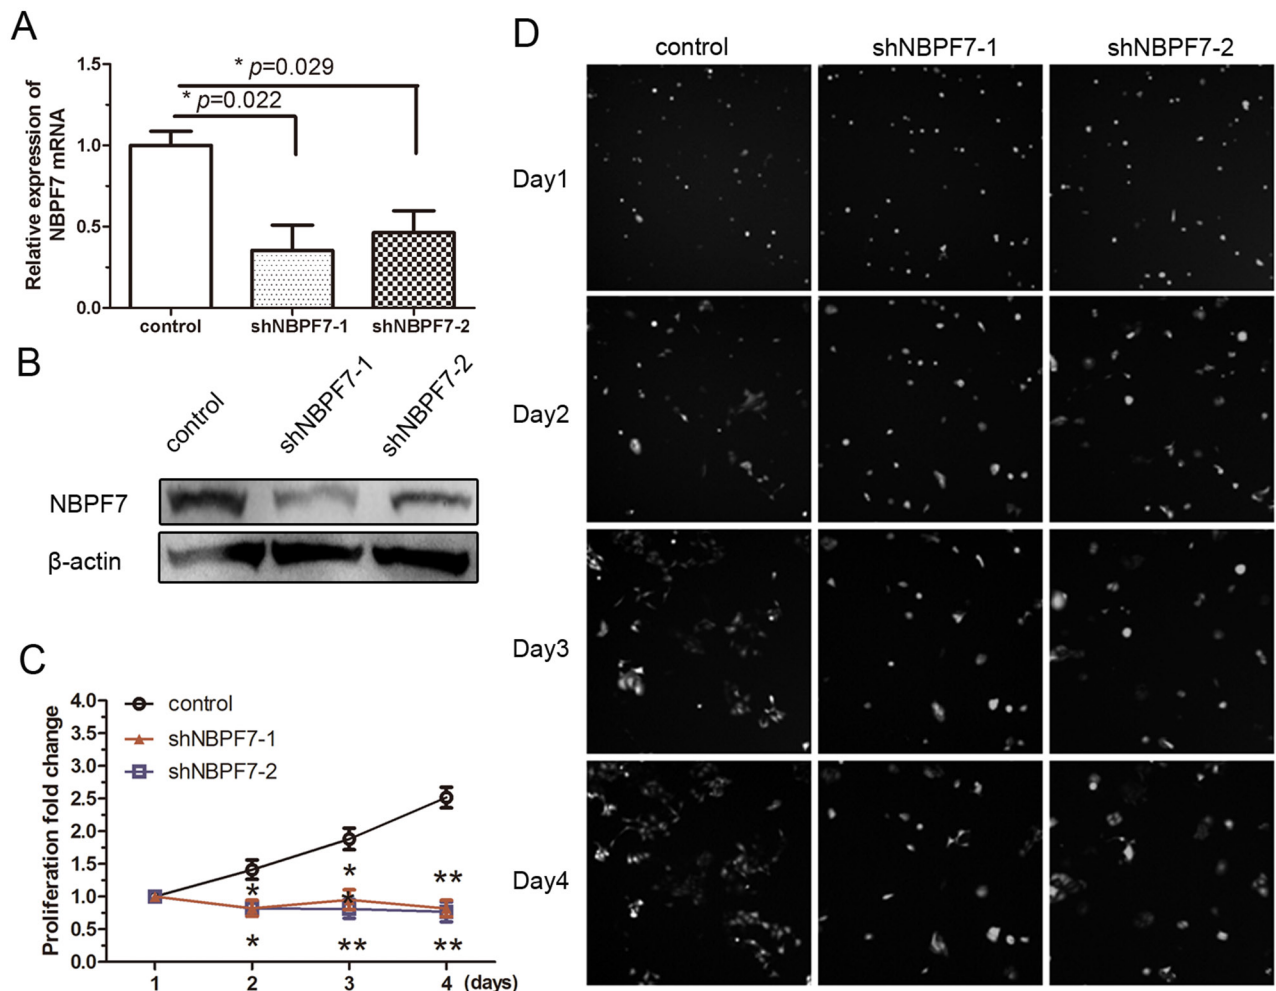 A
Relative expression of
NBPF7 mRNA
1.5
1.0
0.5
0.0
* p=0.029
* p=0.022
control
shNBPF7-1
shNBPF7-2
B
control
shNBPF7-1
shNBPF7-2
NBPF7
β-actin
C
Proliferation fold change
4.0
3.5
3.0
2.5
2.0
1.5
1.0
0.5
0.0
control
shNBPF7-1
shNBPF7-2
*
*
*
**
*
**
**
1 2 3 4 (days)
D
control shNBPF7-1 shNBPF7-2
Day1
Day2
Day3
Day4